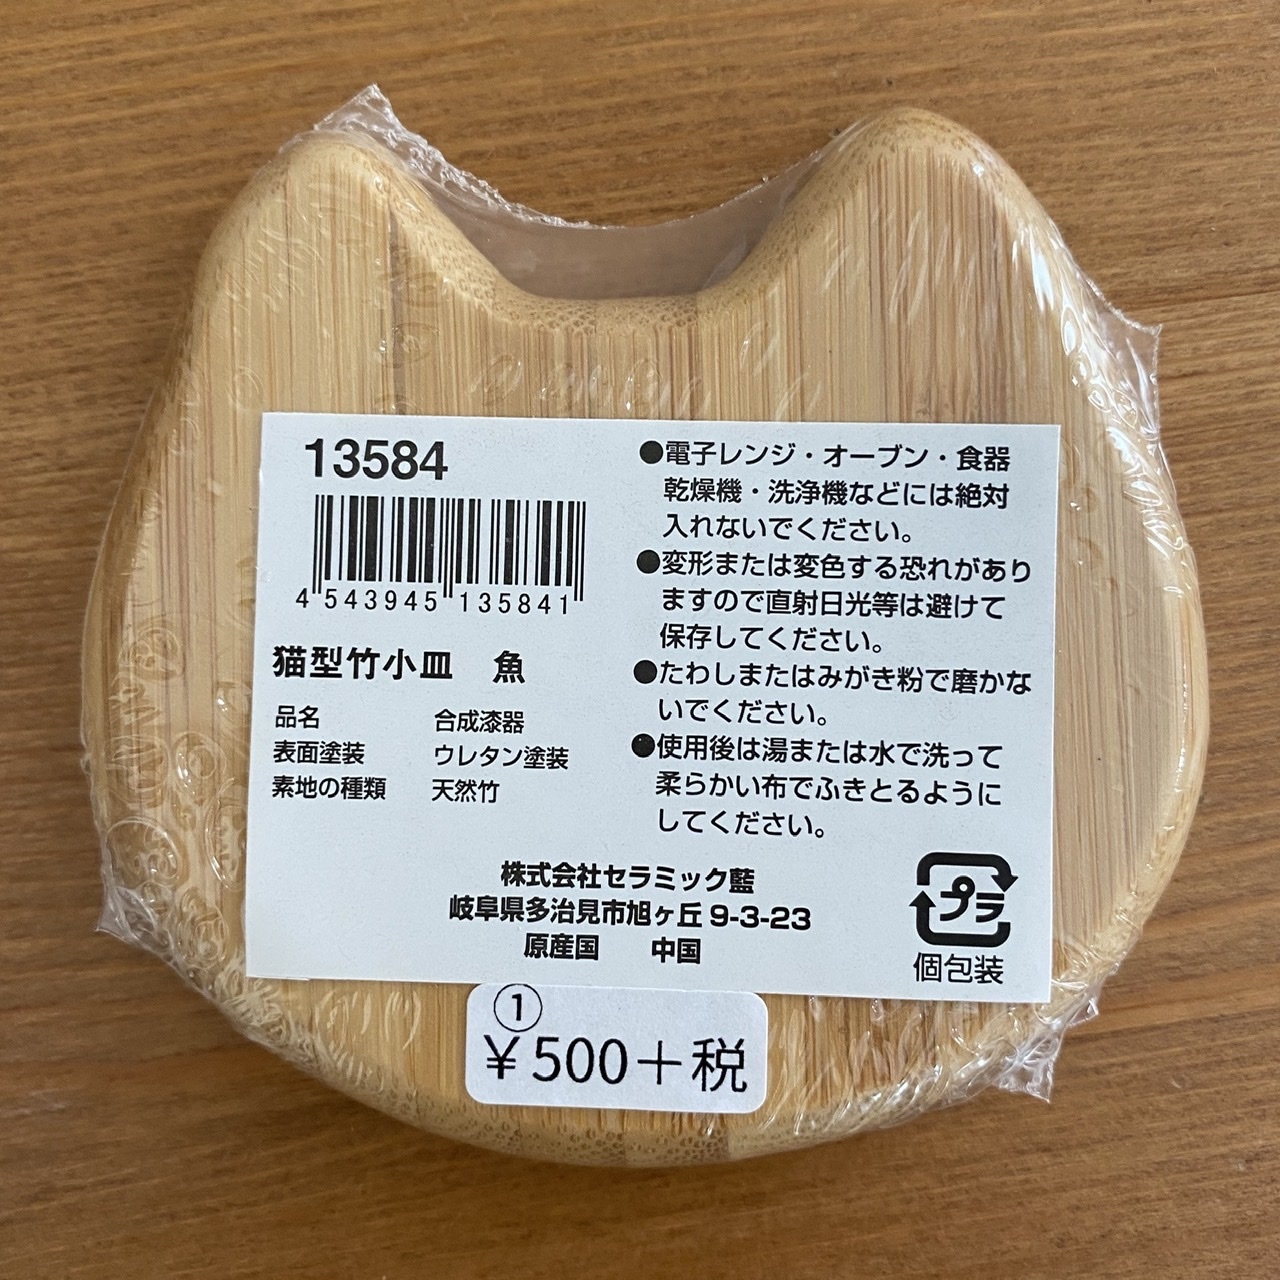 13584
4 543945 135841
猫型竹小皿 魚
品名 合成漆器
表面塗装 ウレタン塗装
素地の種類 天然竹
●電子レンジ・オーブン・食器
乾燥機・洗浄機などには絶対
入れないでください。
●変形または変色する恐れがあり
ますので直射日光等は避けて
保存してください。
●たわしまたはみがき粉で磨かな
いでください。
●使用後は湯または水で洗って
柔らかい布でふきとるように
してください。
株式会社セラミック藍
岐阜県多治見市旭ヶ丘9-3-23
原産国 中国
プラ
個包装
①
¥500+税